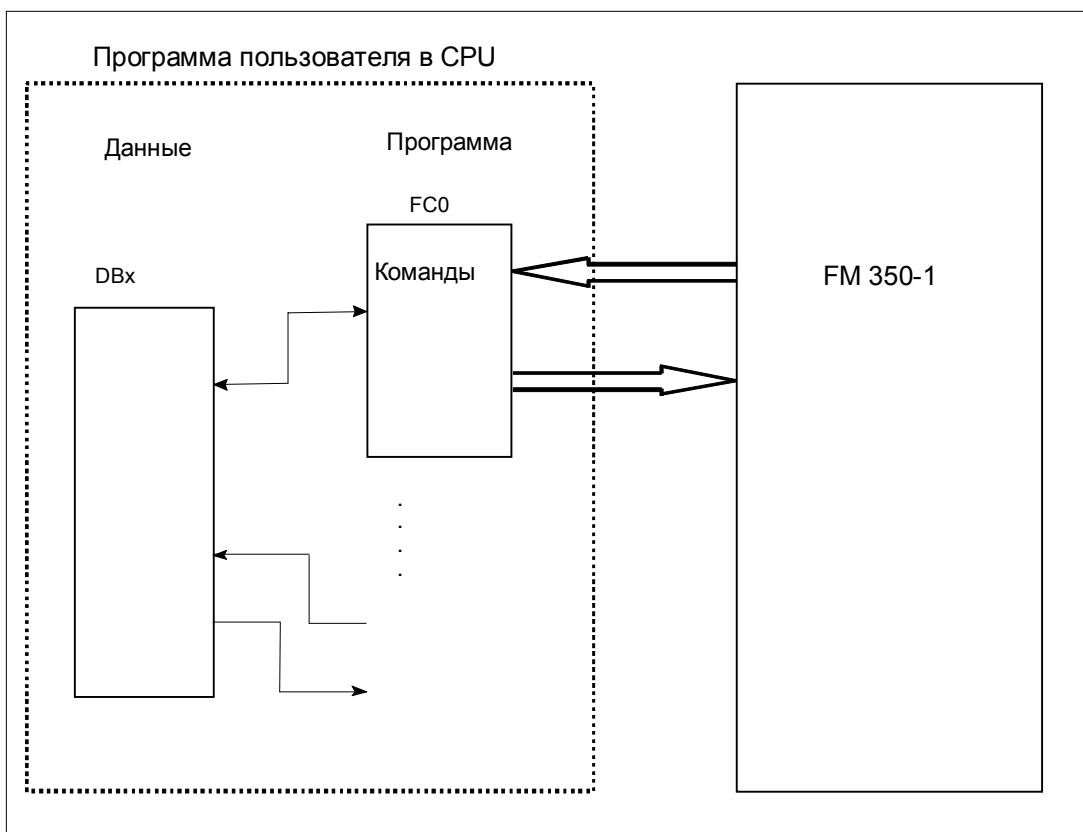 Программа пользователя в CPU
Данные
Программа
FC0
DBx
Команды
FM 350-1